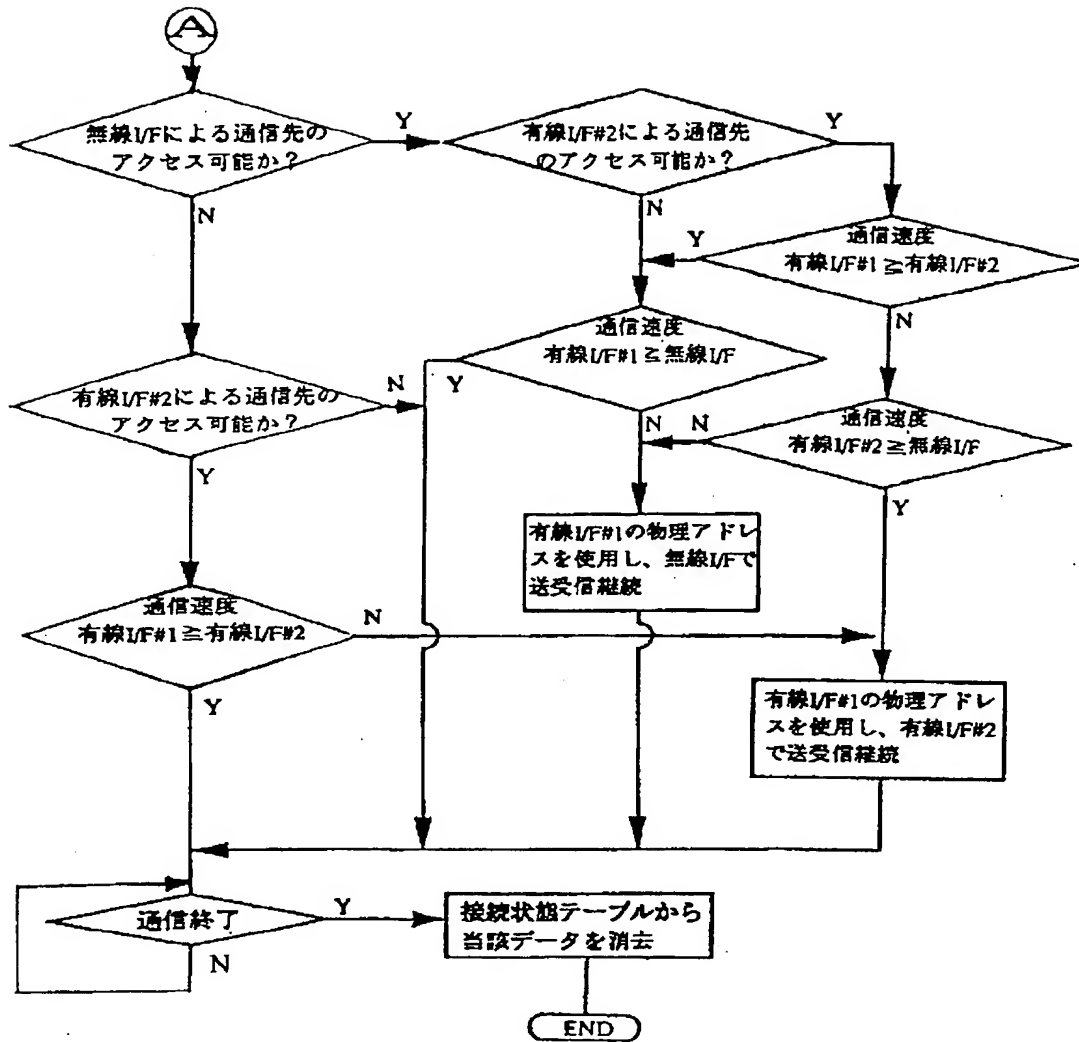 A
無線I/Fによる通信先の
アクセス可能か?
Y
有線I/F#2による通信先
のアクセス可能か?
Y
N
N
通信速度
有線I/F#1≧有線I/F#2
Y
N
通信速度
有線I/F#1≧無線I/F
Y
N
有線I/F#2による通信先の
アクセス可能か?
N
Y
通信速度
有線I/F#2≧無線I/F
N
Y
有線I/F#1の物理アドレ
スを使用し、無線I/Fで
送受信継続
通信速度
有線I/F#1≧有線I/F#2
N
Y
有線I/F#1の物理アドレ
スを使用し、有線I/F#2
で送受信継続
通信終了
Y
N
接続状態テーブルから
当該データを消去
END